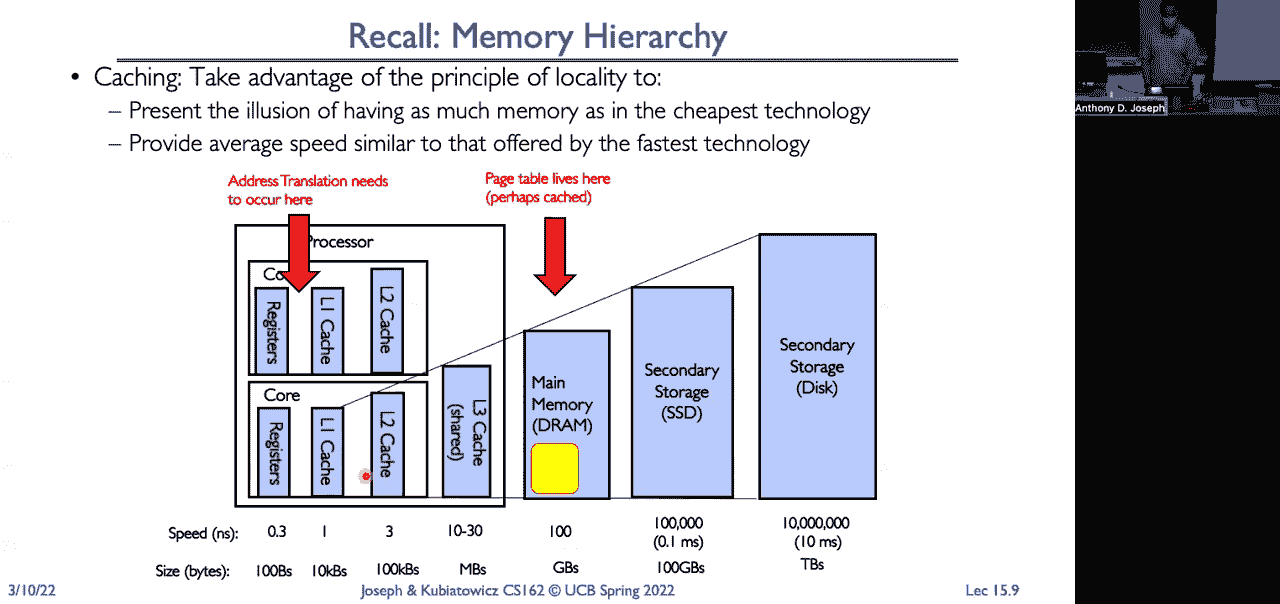 Recall: Memory Hierarchy
• Caching: Take advantage of the principle of locality to:
– Present the illusion of having as much memory as in the cheapest technology
– Provide average speed similar to that offered by the fastest technology
Address Translation needs
to occur here
Page table lives here
(perhaps cached)
Processor
Registers
L1 Cache
L2 Cache
Core
Registers
L1 Cache
L2 Cache
L3 Cache
(shared)
Main
Memory
(DRAM)
Secondary
Storage
(SSD)
Secondary
Storage
(Disk)
Speed (ns): 0.3 1 3 10-30 100 100,000 10,000,000
(0.1 ms) (10 ms)
Size (bytes): 100Bs 10kBs 100kBs MBs GBs 100GBs TBs
3/10/22 Joseph & Kubiatowicz CS162 © UCB Spring 2022 Lec 15.9
Anthony D. Joseph